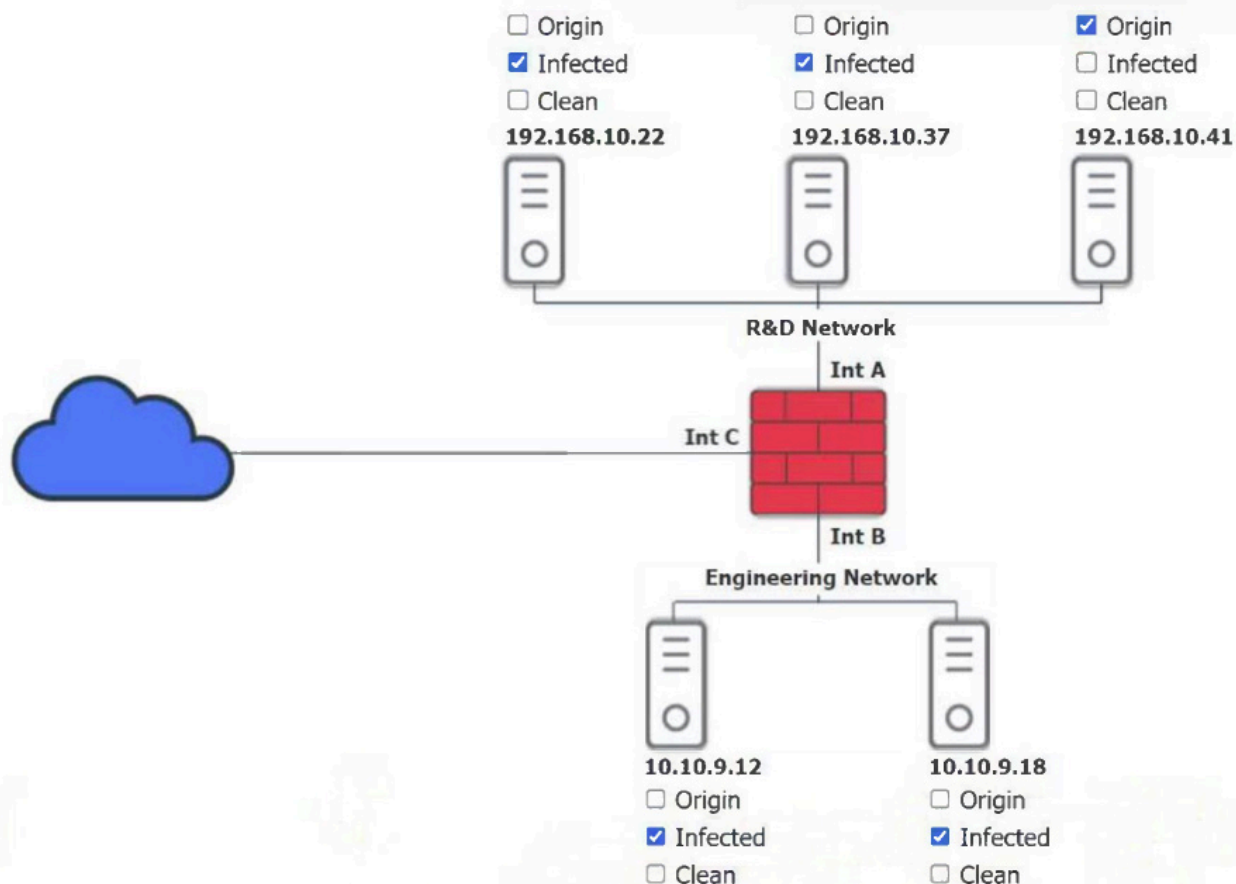 Origin
Infected
Clean
192.168.10.22
Origin
Infected
Clean
192.168.10.37
Origin
Infected
Clean
192.168.10.41
R&D Network
Int A
Int C
Int B
Engineering Network
10.10.9.12
Origin
Infected
Clean
10.10.9.18
Origin
Infected
Clean